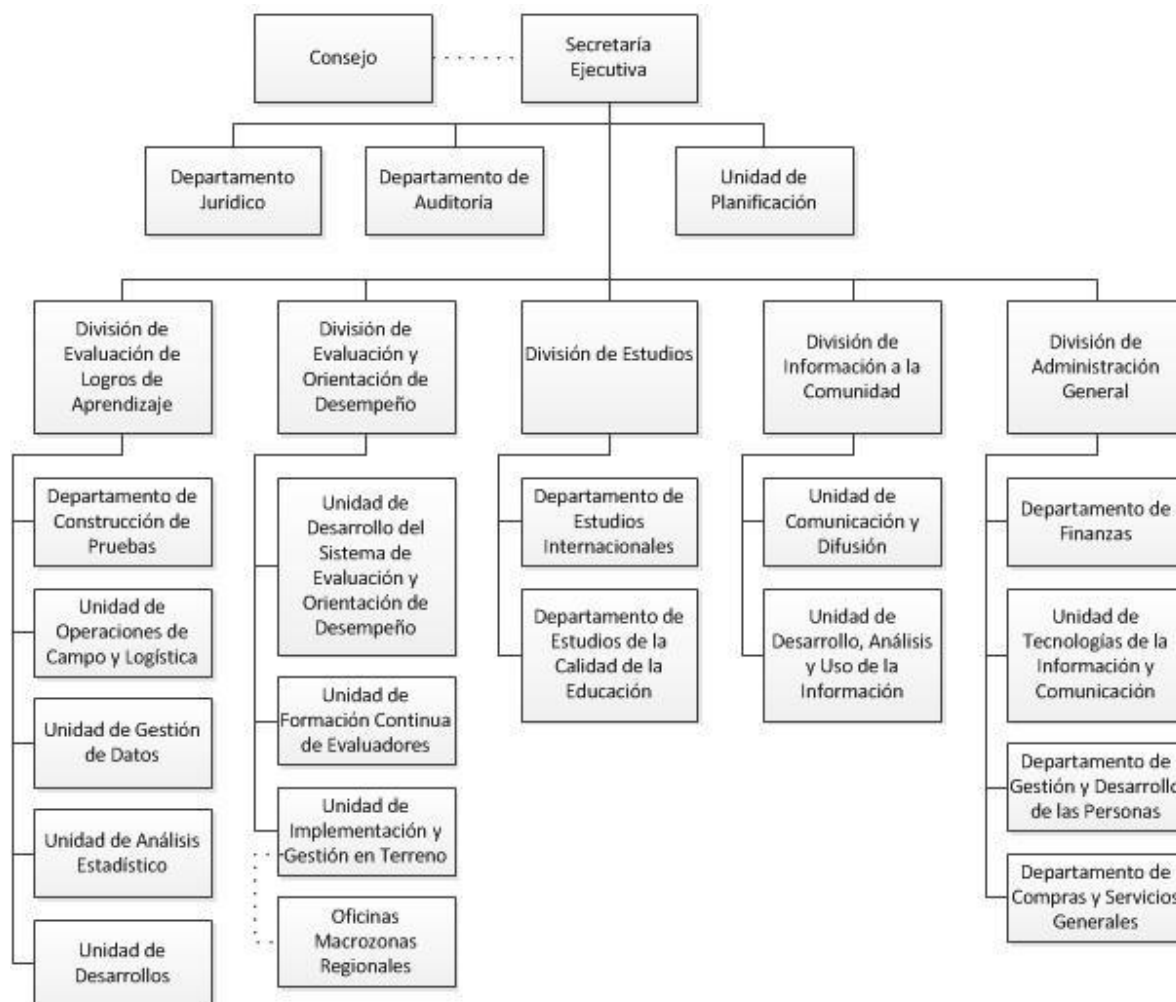 Consejo
Secretaría
Ejecutiva
Departamento
Jurídico
Departamento de
Auditoría
Unidad de
Planificación
División de
Evaluación de
Logros de
Aprendizaje
División de
Evaluación y
Orientación de
Desempeño
División de Estudios
División de
Información a la
Comunidad
División de
Administración
General
Departamento de
Construcción de
Pruebas
Unidad de
Operaciones de
Campo y Logística
Unidad de Gestión
de Datos
Unidad de Análisis
Estadístico
Unidad de
Desarrollos
Unidad de
Desarrollo del
Sistema de
Evaluación y
Orientación de
Desempeño
Unidad de
Formación Continua
de Evaluadores
Unidad de
Implementación y
Gestión en Terreno
Oficinas
Macrozonas
Regionales
Departamento de
Estudios
Internacionales
Departamento de
Estudios de la
Calidad de la
Educación
Unidad de
Comunicación y
Difusión
Unidad de
Desarrollo, Análisis
y Uso de la
Información
Departamento de
Finanzas
Unidad de
Tecnologías de la
Información y
Comunicación
Departamento de
Gestión y Desarrollo
de las Personas
Departamento de
Compras y Servicios
Generales